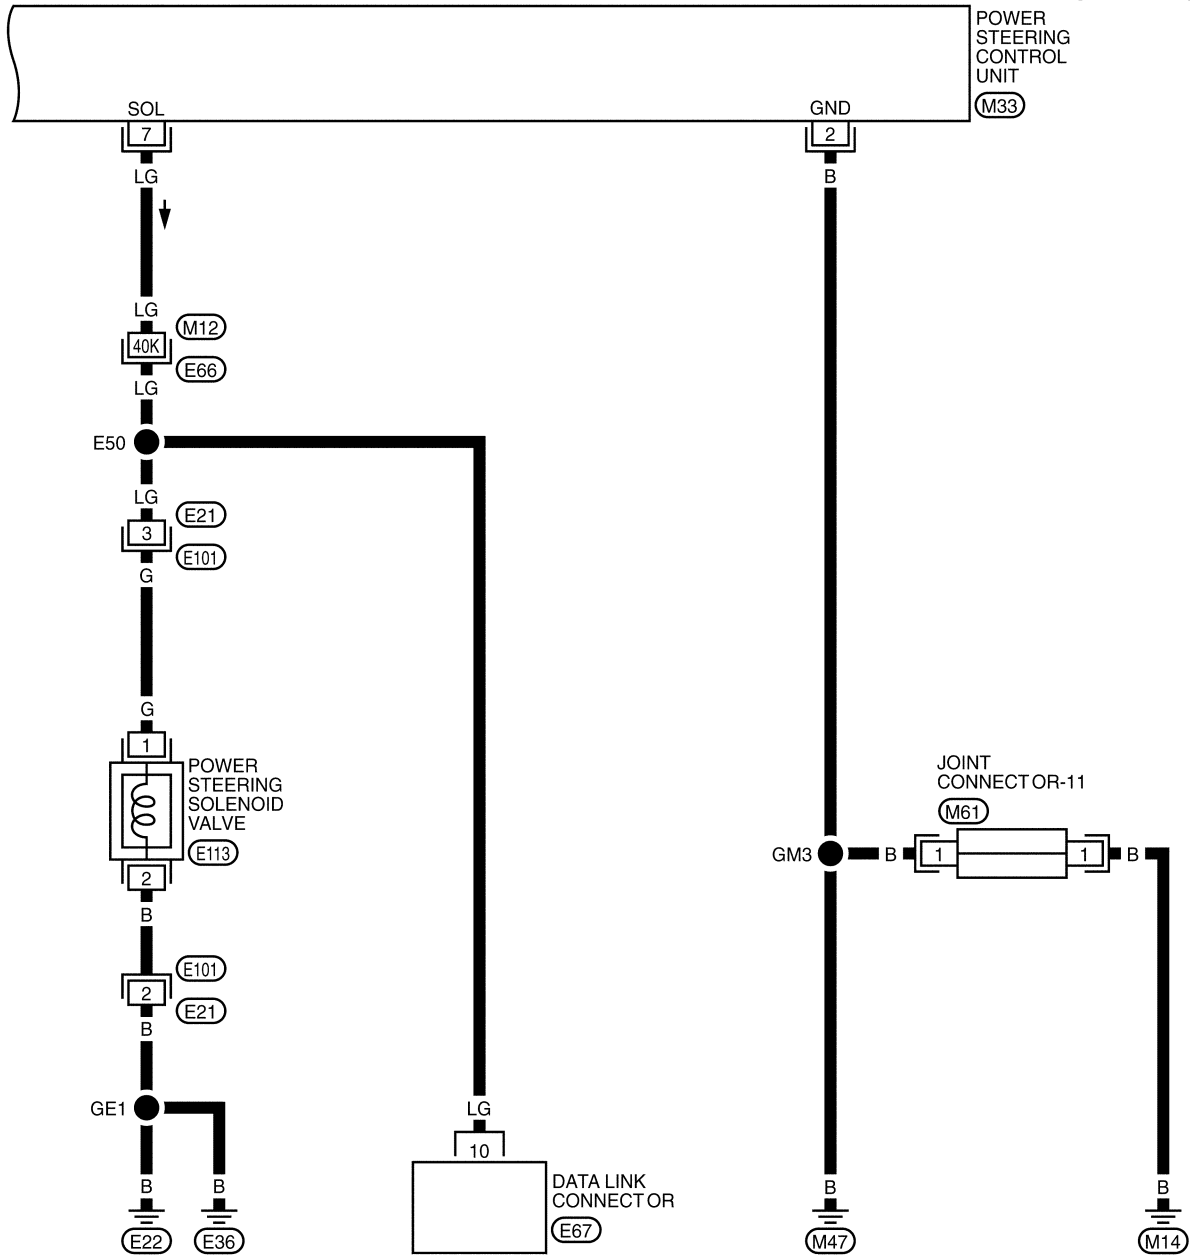 POWER
STEERING
CONTROL
UNIT
M33
SOL
GND
7
2
LG
B
LG
M12
40K
E66
LG
E50
LG
E21
3
E101
G
G
1
POWER
STEERING
SOLENOID
VALVE
E113
2
B
E101
2
E21
B
GE1
B
B
E22
E36
LG
10
DATA LINK
CONNECTOR
E67
JOINT
CONNECTOR-11
M61
GM3
B
1
1
B
B
B
M47
M14